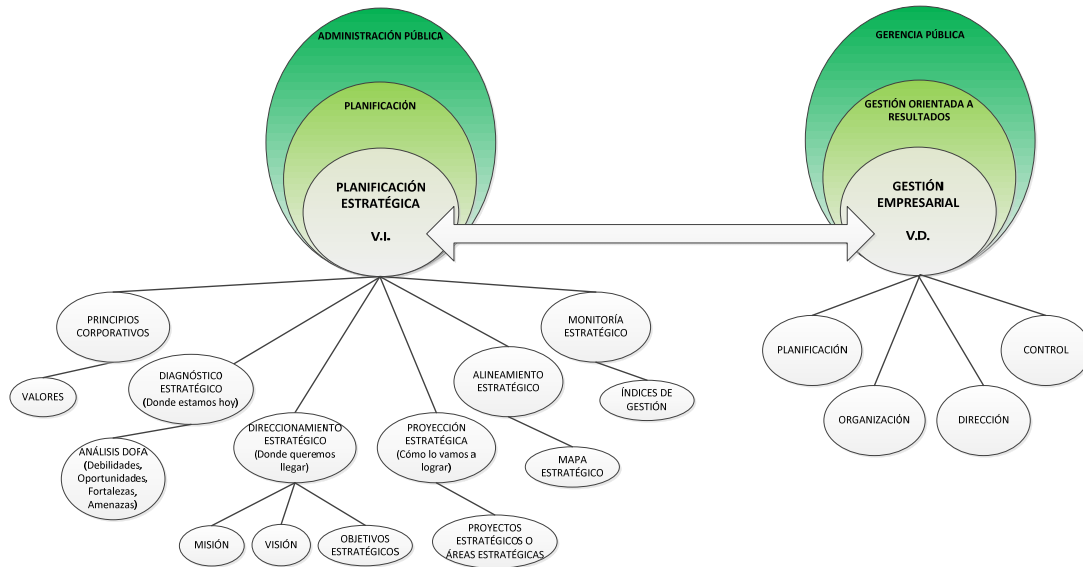 ADMINISTRACIÓN PÚBLICA
PLANIFICACIÓN
PLANIFICACIÓN
ESTRATÉGICA
V.I.
GERENCIA PÚBLICA
GESTIÓN ORIENTADA A
RESULTADOS
GESTIÓN
EMPRESARIAL
V.D.
PRINCIPIOS
CORPORATIVOS
VALORES
DIAGNÓSTICO
ESTRATÉGICO
(Donde estamos hoy)
ANÁLISIS DOFA
(Debilidades,
Oportunidades,
Fortalezas,
Amenazas)
DIRECCIONAMIENTO
ESTRATÉGICO
(Donde queremos
llegar)
MISIÓN
VISIÓN
OBJETIVOS
ESTRATÉGICOS
PROYECCIÓN
ESTRATÉGICA
(Cómo lo vamos a
lograr)
PROYECTOS
ESTRATÉGICOS O
ÁREAS ESTRATÉGICAS
ALINEAMIENTO
ESTRATÉGICO
MAPA
ESTRATÉGICO
MONITORÍA
ESTRATÉGICO
ÍNDICES DE
GESTIÓN
PLANIFICACIÓN
ORGANIZACIÓN
DIRECCIÓN
CONTROL